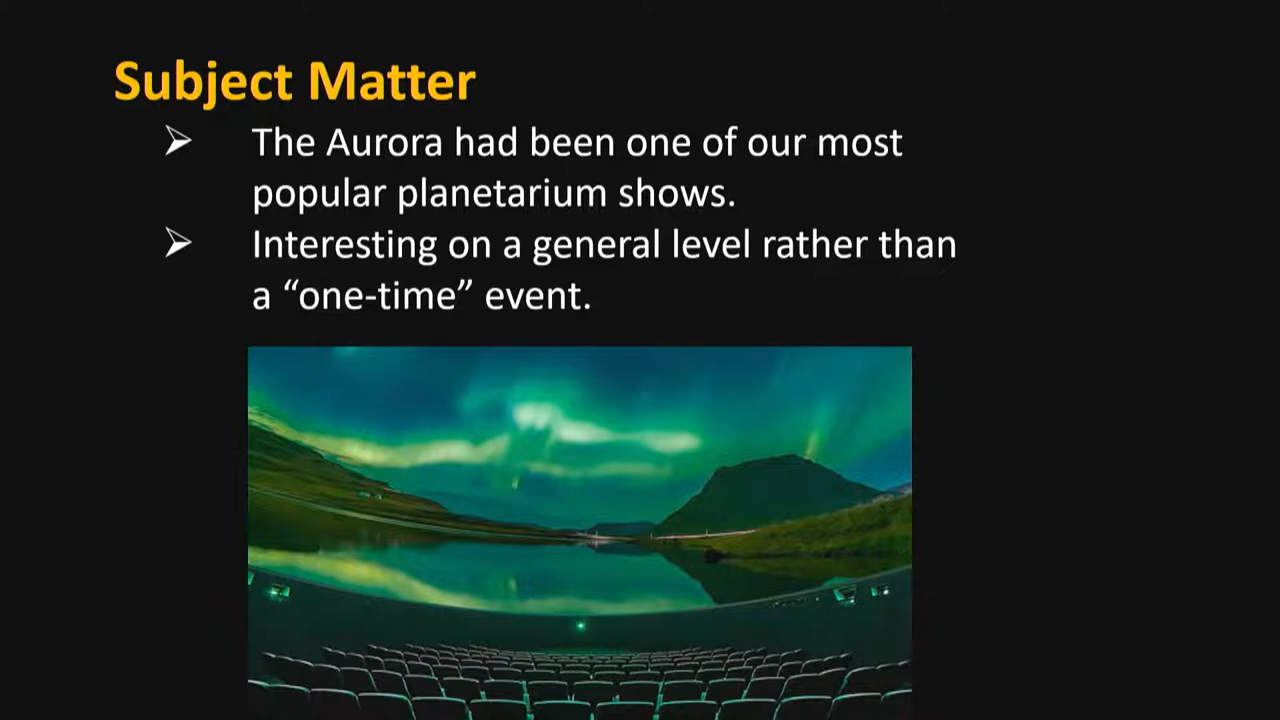 Subject Matter
➢ The Aurora had been one of our most
popular planetarium shows.
➢ Interesting on a general level rather than
a “one-time” event.